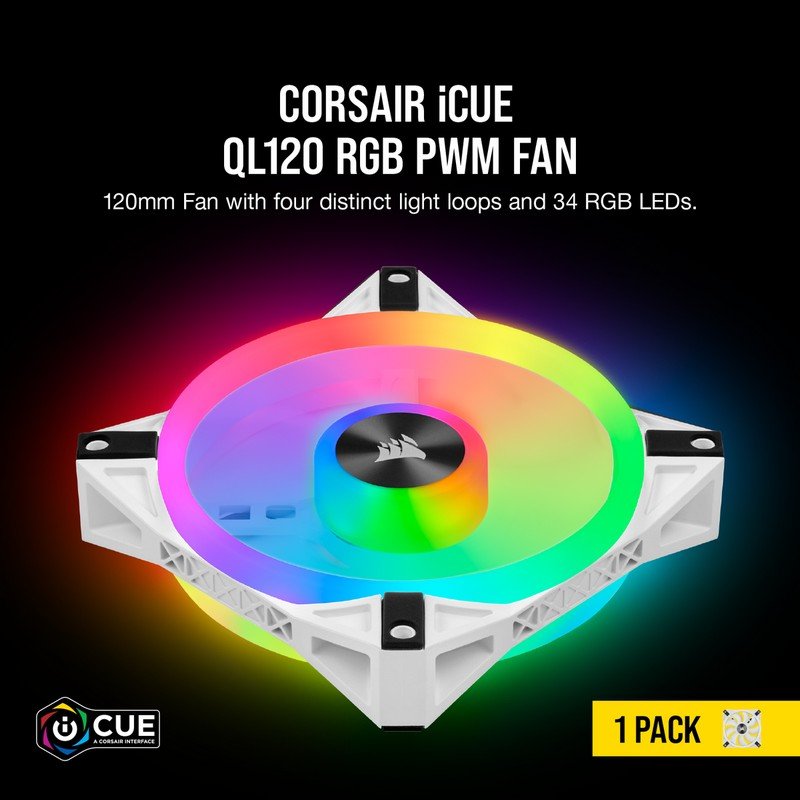 CORSAIR iCUE
QL120 RGB PWM FAN
120mm Fan with four distinct light loops and 34 RGB LEDs.
iCUE
A CORSAIR INTERFACE
1 PACK